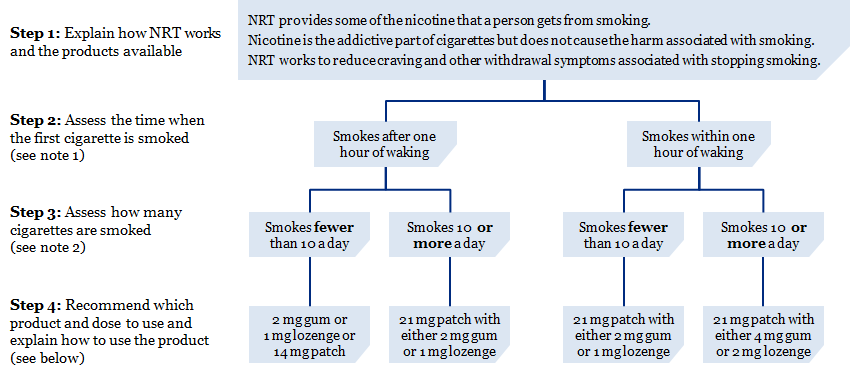 Step 1: Explain how NRT works
and the products available
NRT provides some of the nicotine that a person gets from smoking.
Nicotine is the addictive part of cigarettes but does not cause the harm associated with smoking.
NRT works to reduce craving and other withdrawal symptoms associated with stopping smoking.
Step 2: Assess the time when
the first cigarette is smoked
(see note 1)
Smokes after one
hour of waking
Smokes within one
hour of waking
Step 3: Assess how many
cigarettes are smoked
(see note 2)
Smokes fewer
than 10 a day
Smokes 10 or
more a day
Smokes fewer
than 10 a day
Smokes 10 or
more a day
Step 4: Recommend which
product and dose to use and
explain how to use the product
(see below)
2 mg gum or
1 mg lozenge or
14 mg patch
21 mg patch with
either 2 mg gum
or 1 mg lozenge
21 mg patch with
either 2 mg gum
or 1 mg lozenge
21 mg patch with
either 4 mg gum
or 2 mg lozenge